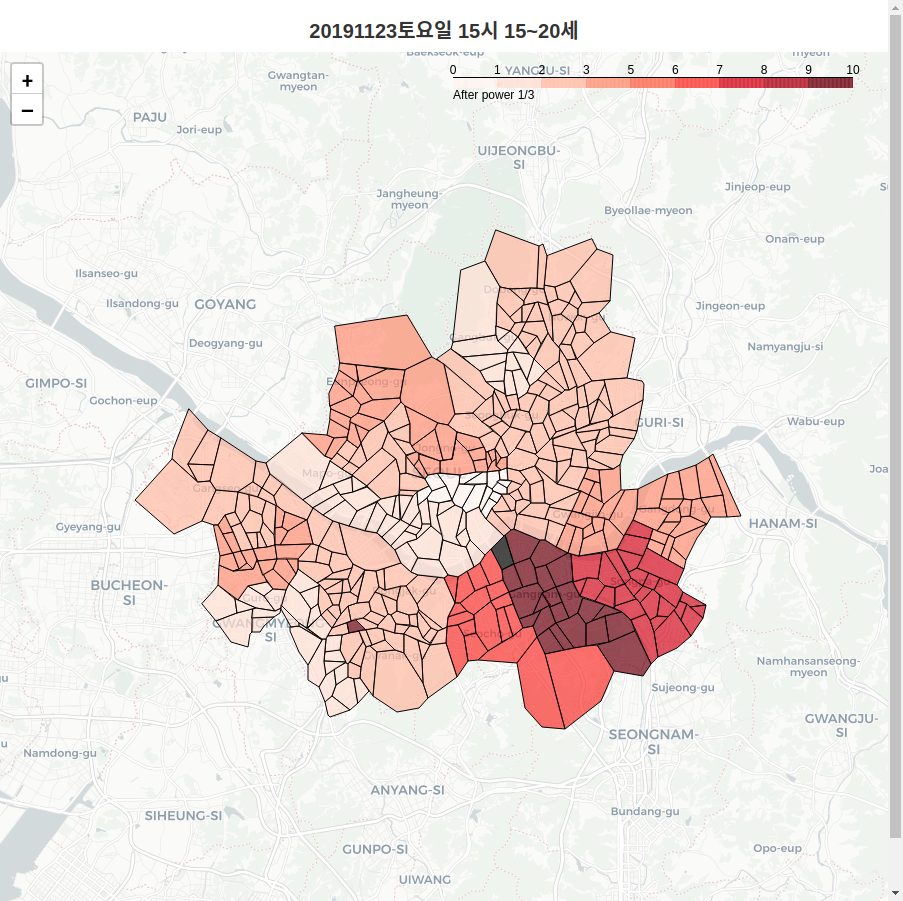 20191123토요일 15시 15~20세
Baekseok-eup
myeon
+
−
0 1 2 3 4 5 6 7 8 9 10
YANGJU-SI
After power 1/3
Gwangtan-
myeon
PAJU
Jori-eup
UIJEONGBU-
SI
Jangheung-
myeon
Jinjeop-eup
Byeollae-myeon
Onam-eup
Ilsanseo-gu
Ilsandong-gu
GOYANG
Jingeon-eup
Deogyang-gu
Namyangju-si
GIMPO-SI
Gochon-eup
GURI-SI
Wabu-eup
Joa
Gyeyang-gu
HANAM-SI
BUCHEON-
SI
GWANGMYEONG-
SI
Gangnam-gu
Namhansanseong-
myeon
Sujeong-gu
GWANGJU-
SI
SEONGNAM-
SI
Namdong-gu
ANYANG-SI
SIHEUNG-SI
Bundang-gu
GUNPO-SI
Opo-eup
UIWANG